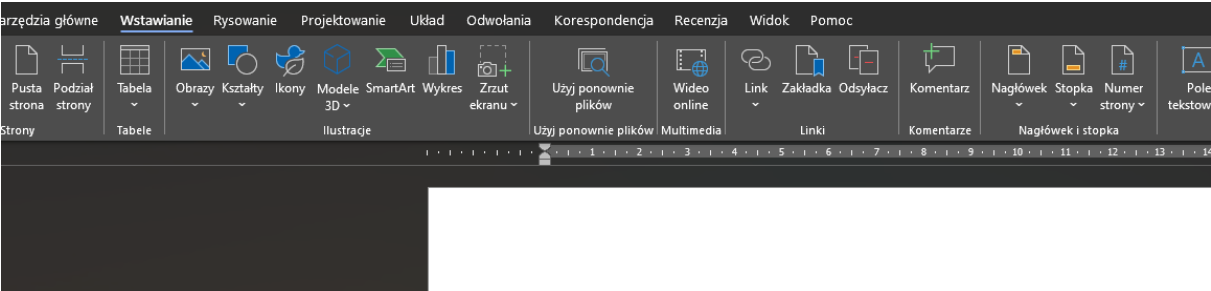 arzędzia główne Wstawianie Rysowanie Projektowanie Układ Odwołania Korespondencja Recenzja Widok Pomoc
Pusta Podział Tabela Obrazy Kształty Ikony Modele SmartArt Wykres Zrzut Użyj ponownie Wideo Link Zakładka Odsyłacz Komentarz Nagłówek Stopka Numer Pole
strona strony 3D ekranu plików online strony tekstow
Strony Tabele Ilustracje Użyj ponownie plików Multimedia Linki Komentarze Nagłówek i stopka
1 2 3 4 5 6 7 8 9 10 11 12 13 14